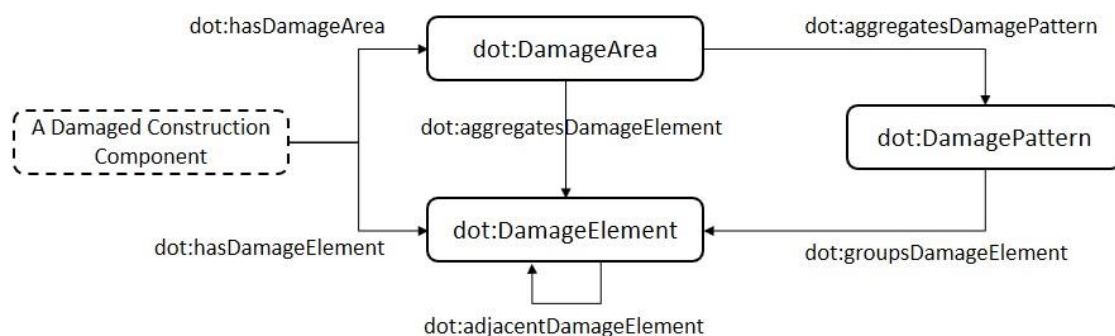 dot:hasDamageArea
dot:DamageArea
dot:aggregatesDamagePattern
A Damaged Construction
Component
dot:aggregatesDamageElement
dot:DamagePattern
dot:DamageElement
dot:hasDamageElement
dot:groupsDamageElement
dot:adjacentDamageElement